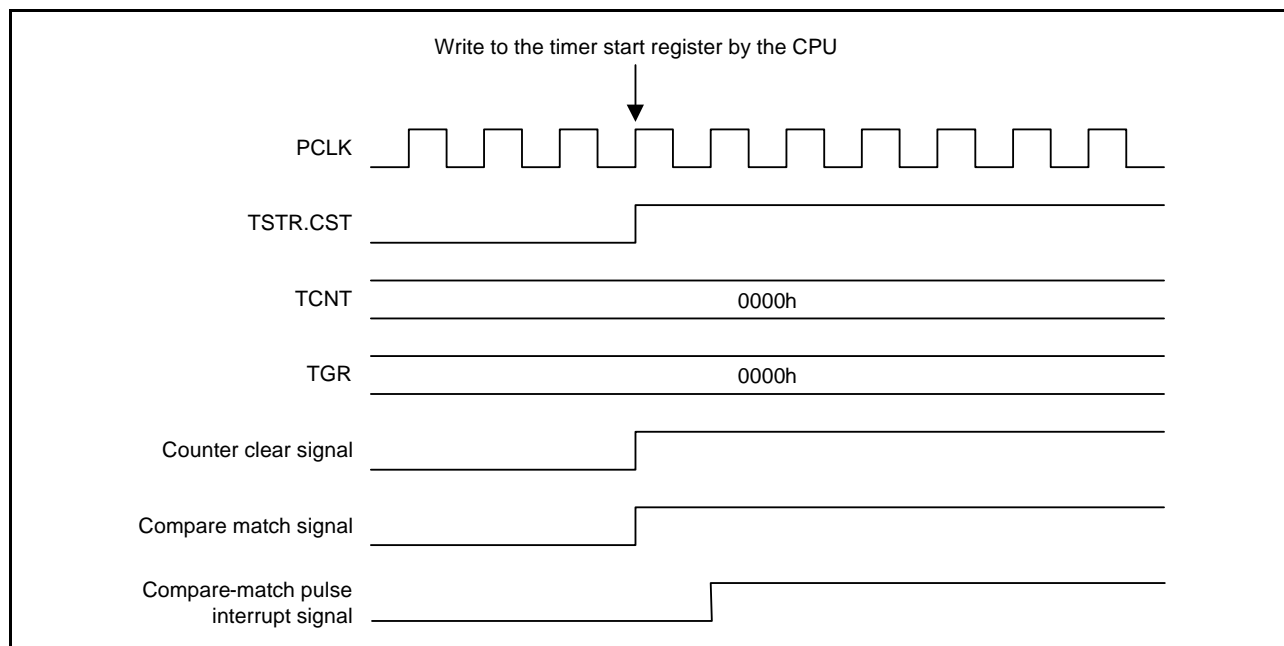 Write to the timer start register by the CPU
PCLK
TSTR.CST
TCNT
0000h
TGR
0000h
Counter clear signal
Compare match signal
Compare-match pulse
interrupt signal